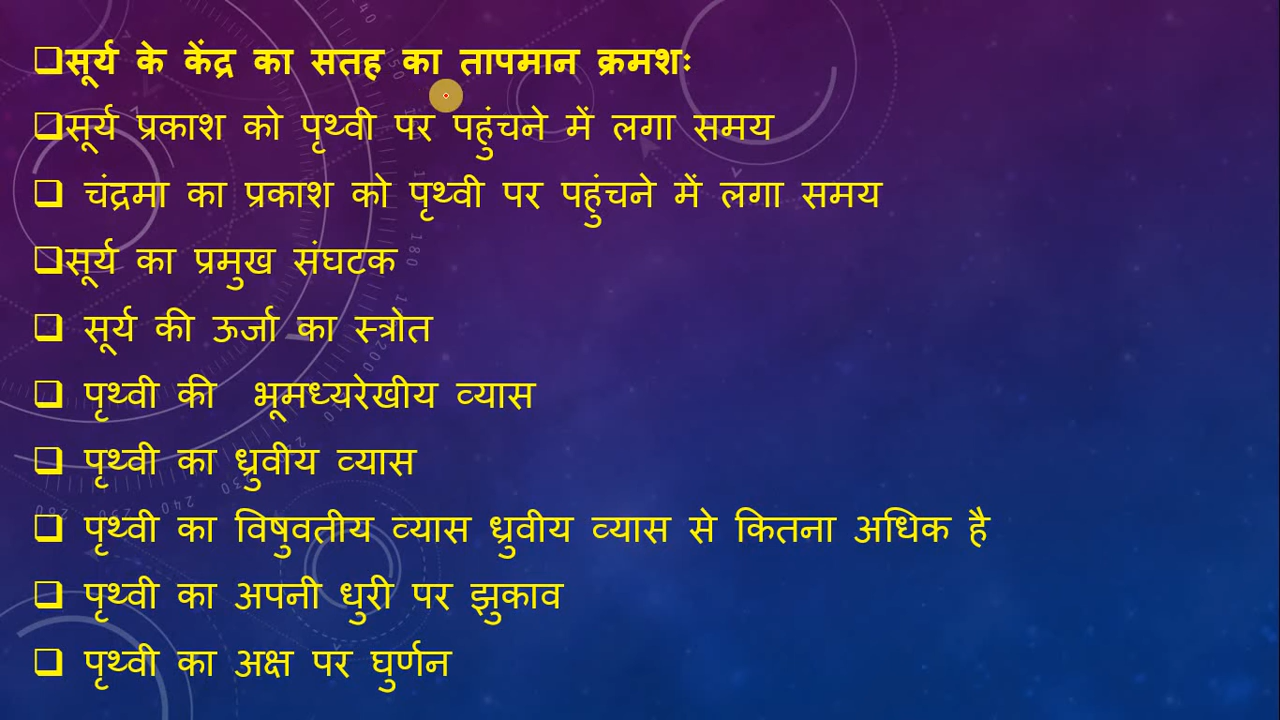 ❑सूर्य के केंद्र का सतह का तापमान क्रमशः
❑सूर्य प्रकाश को पृथ्वी पर पहुंचने में लगा समय
❑ चंद्रमा का प्रकाश को पृथ्वी पर पहुंचने में लगा समय
❑सूर्य का प्रमुख संघटक
❑ सूर्य की ऊर्जा का स्त्रोत
❑ पृथ्वी की भूमध्यरेखीय व्यास
❑ पृथ्वी का ध्रुवीय व्यास
❑ पृथ्वी का विषुवतीय व्यास ध्रुवीय व्यास से कितना अधिक है
❑ पृथ्वी का अपनी धुरी पर झुकाव
❑ पृथ्वी का अक्ष पर घुर्णन